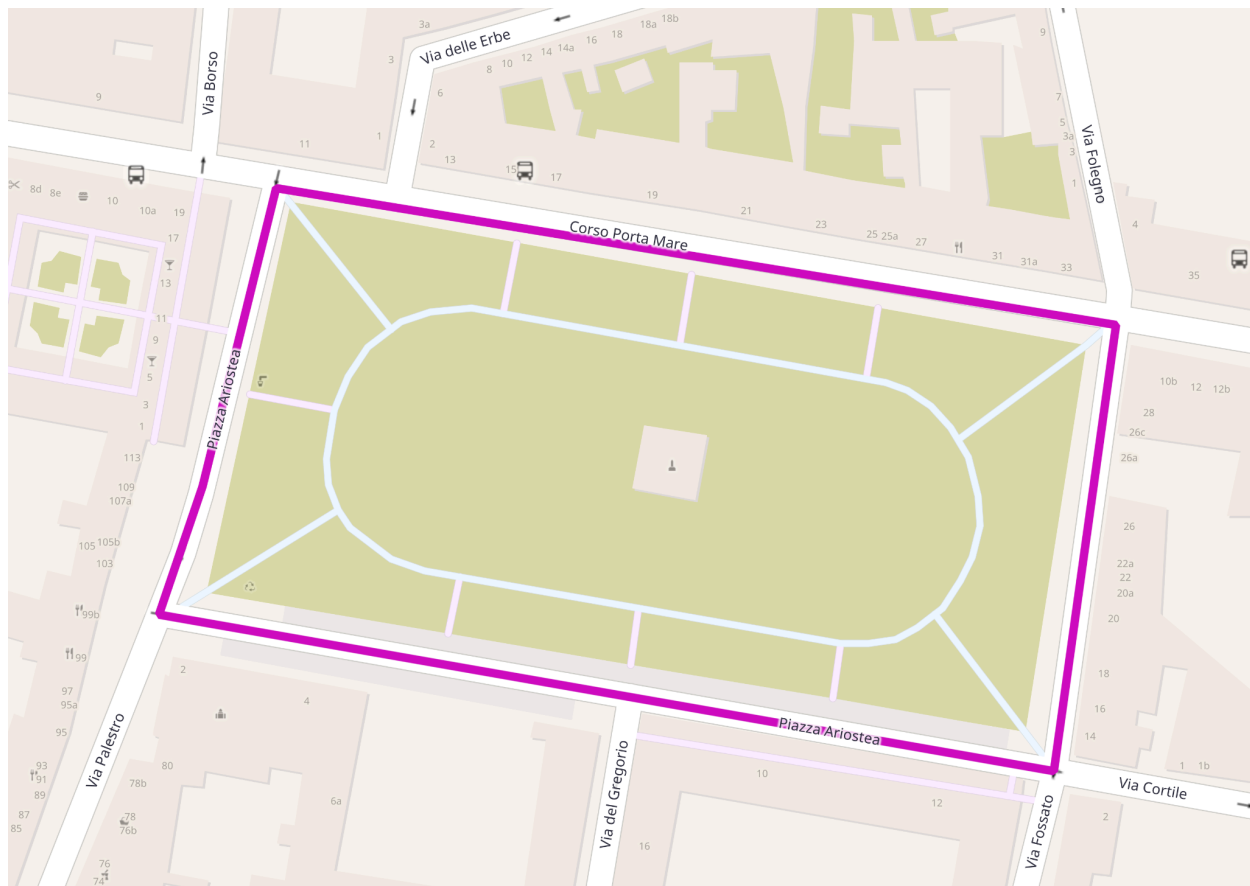 3a
18a
18b
Via delle Erbe
16
18
14a
14
12
10
8
3
6
9
Via Borso
9
1
11
2
13
15
17
19
21
23
25
25a
27
31
31a
33
7
5
3a
3
1
Via Folegno
4
35
8d
8e
10
10a
19
17
13
11
9
5
3
1
Corso Porta Mare
Piazza Ariostea
10b
12
12b
28
26c
26a
26
22a
22
20a
20
18
16
14
113
109
107a
105
105b
103
99b
99
97
95a
95
93
91
89
87
85
Via Palestro
2
4
80
78b
78
76b
76
74
6a
Via del Gregorio
16
Piazza Ariostea
10
12
Via Fossato
Via Cortile
1
1b
2